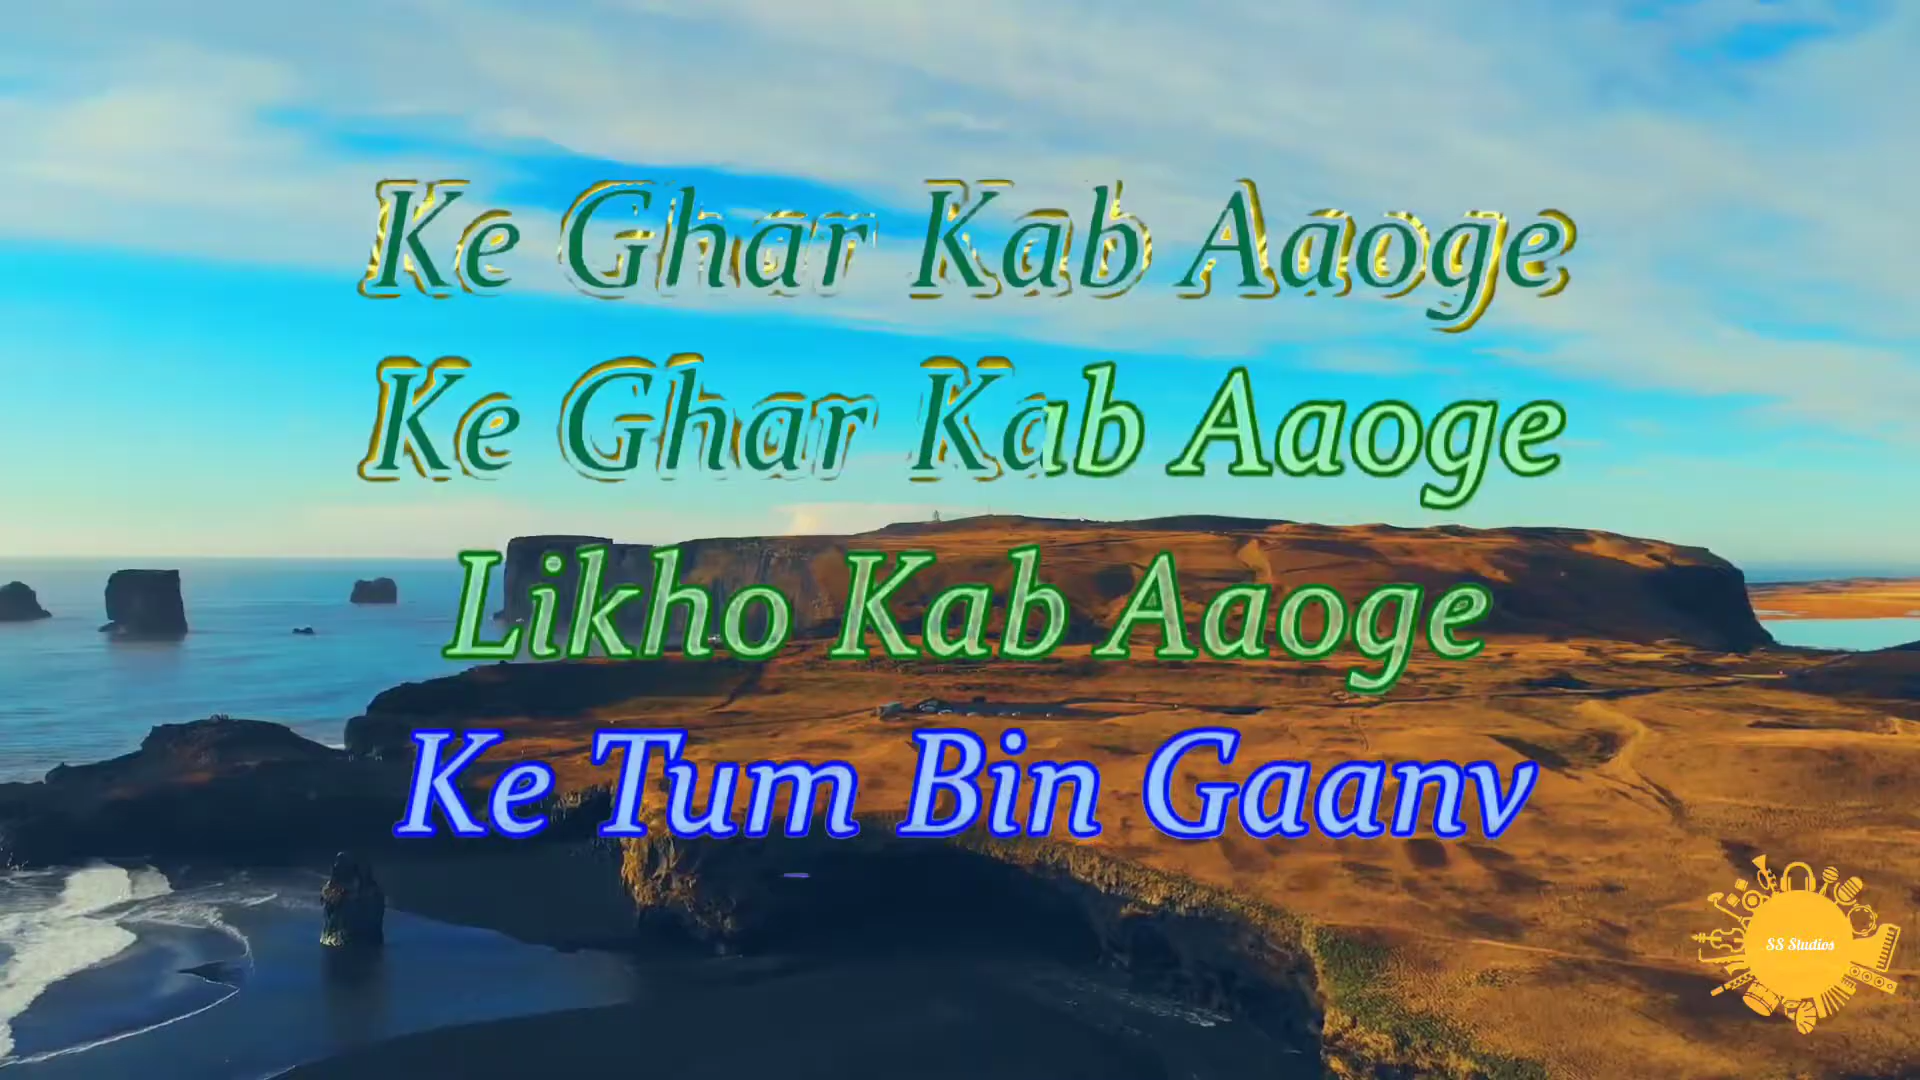 Ke Ghar Kab Aaoge
Ke Ghar Kab Aaoge
Likho Kab Aaoge
Ke Tum Bin Gaanv
SS Studios